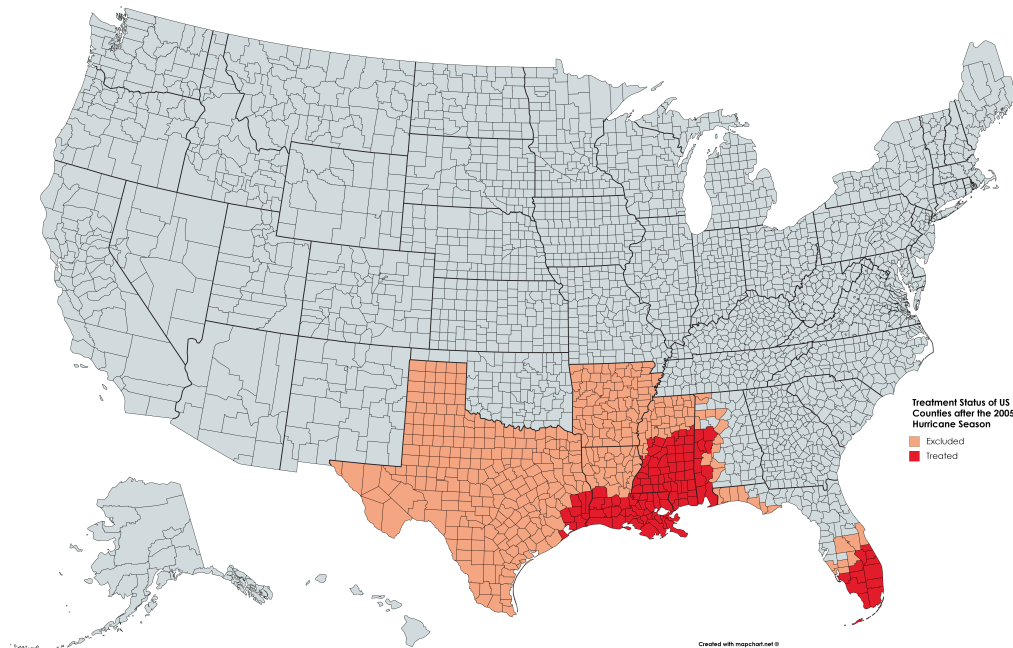 Treatment Status of US
Counties after the 2005
Hurricane Season
Excluded
Treated
Created with mapchart.net ©